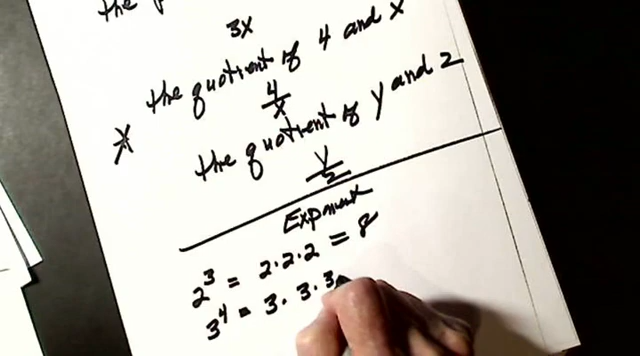 the
3x
* the quotient of 4 and x
4/x
the quotient of y and 2
y/2
Exponent
2³ = 2·2·2 = 8
3⁴ = 3·3·3